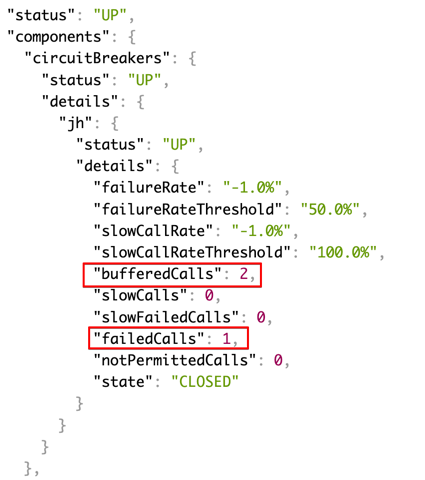 "status": "UP",
"components": {
"circuitBreakers": {
"status": "UP",
"details": {
"jh": {
"status": "UP",
"details": {
"failureRate": "-1.0%",
"failureRateThreshold": "50.0%",
"slowCallRate": "-1.0%",
"slowCallRateThreshold": "100.0%",
"bufferedCalls": 2,
"slowCalls": 0,
"slowFailedCalls": 0,
"failedCalls": 1,
"notPermittedCalls": 0,
"state": "CLOSED"
}
}
}
},